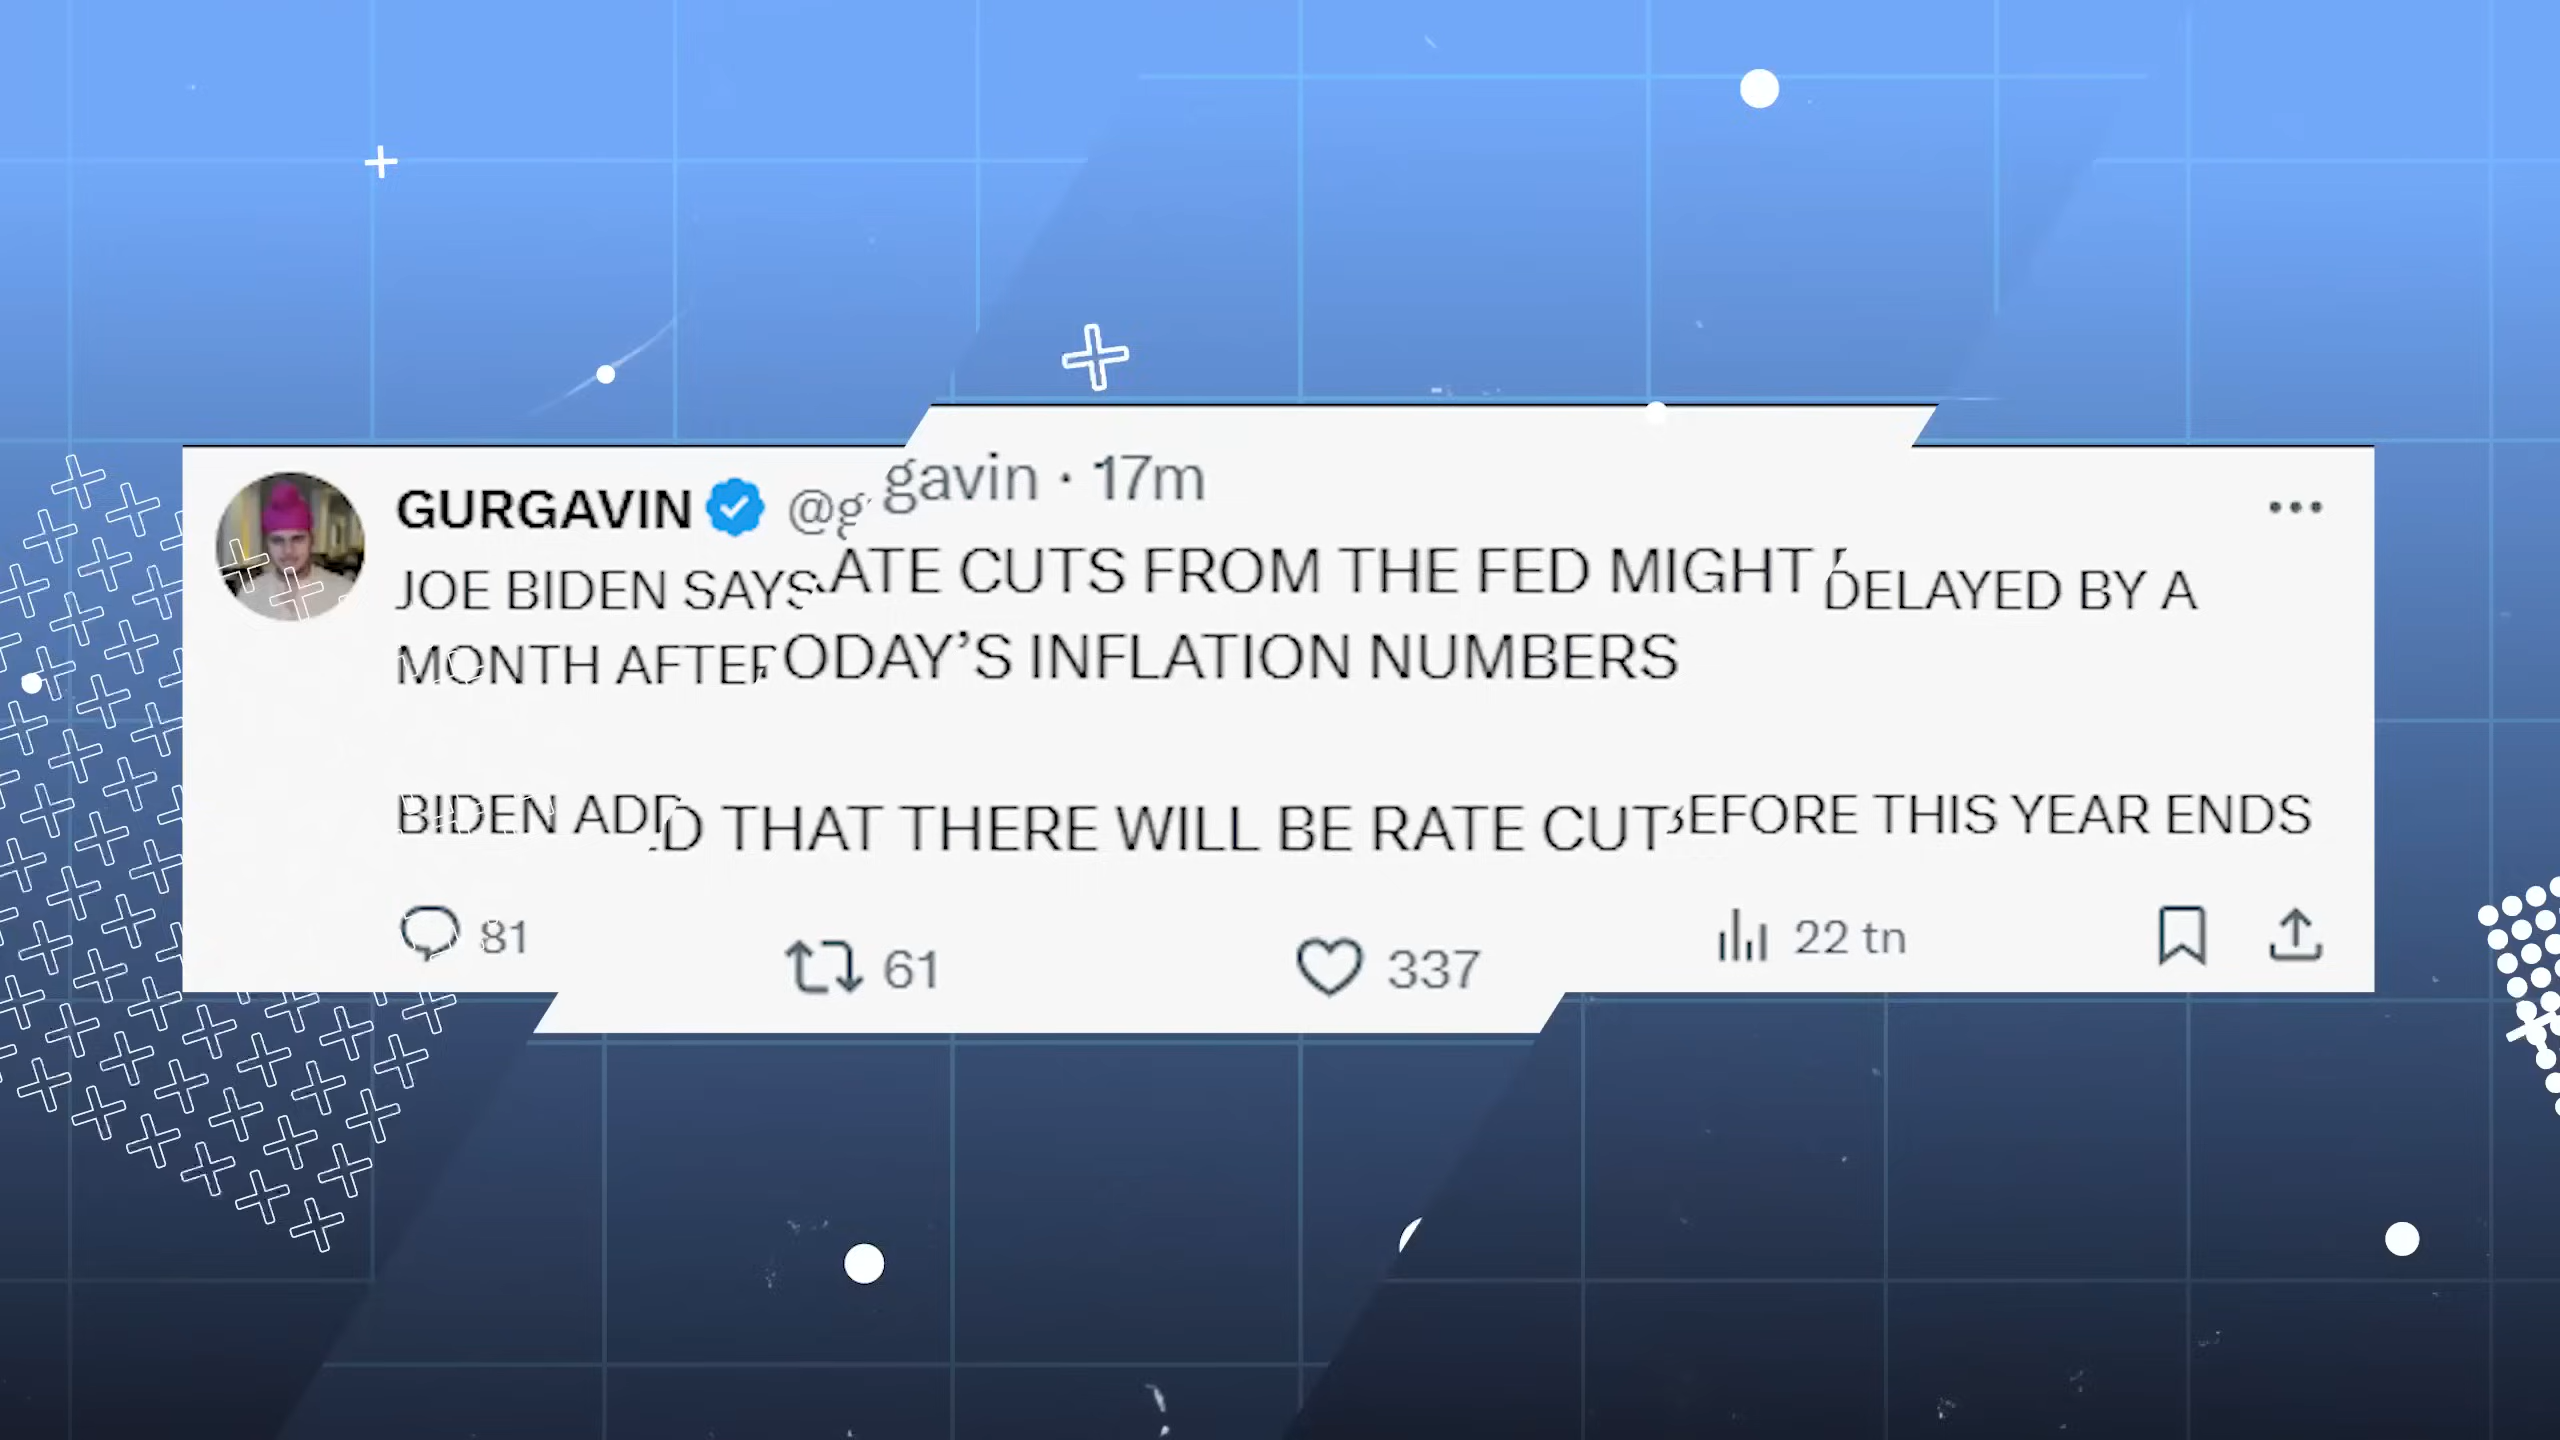 GURGAVIN @g gavin · 17m
JOE BIDEN SAYS ATE CUTS FROM THE FED MIGHT DELAYED BY A
MONTH AFTER ODAY’S INFLATION NUMBERS
BIDEN ADD D THAT THERE WILL BE RATE CUT EFORE THIS YEAR ENDS
81 61 337 22 tn